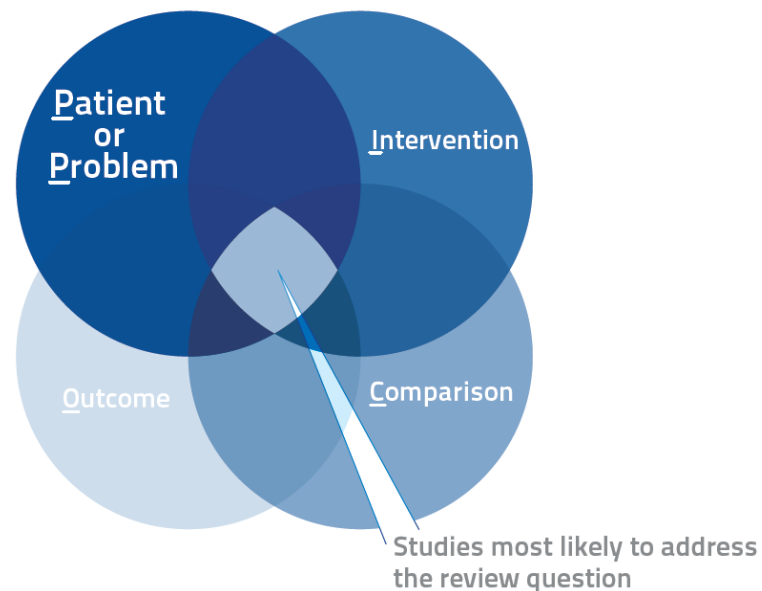 Patient
or
Problem
Intervention
Outcome
Comparison
Studies most likely to address
the review question